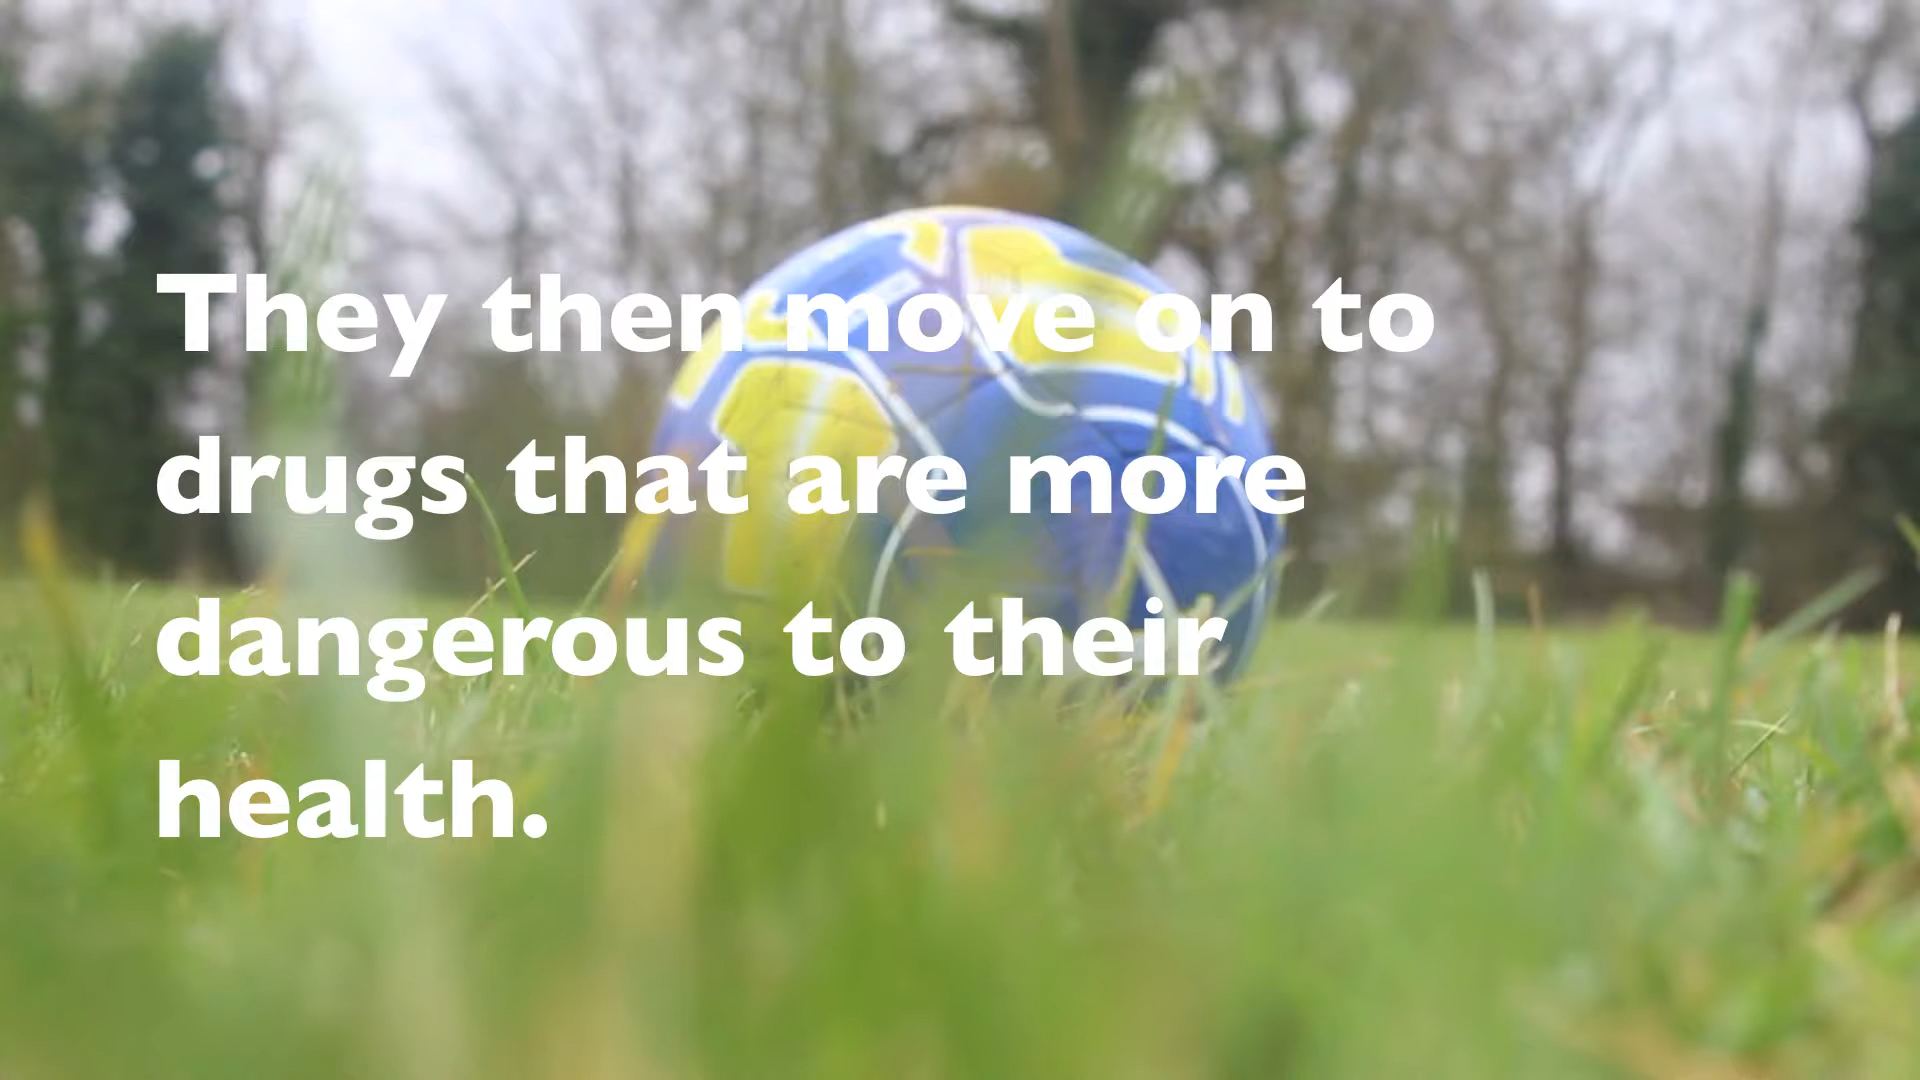 They then move on to
drugs that are more
dangerous to their
health.